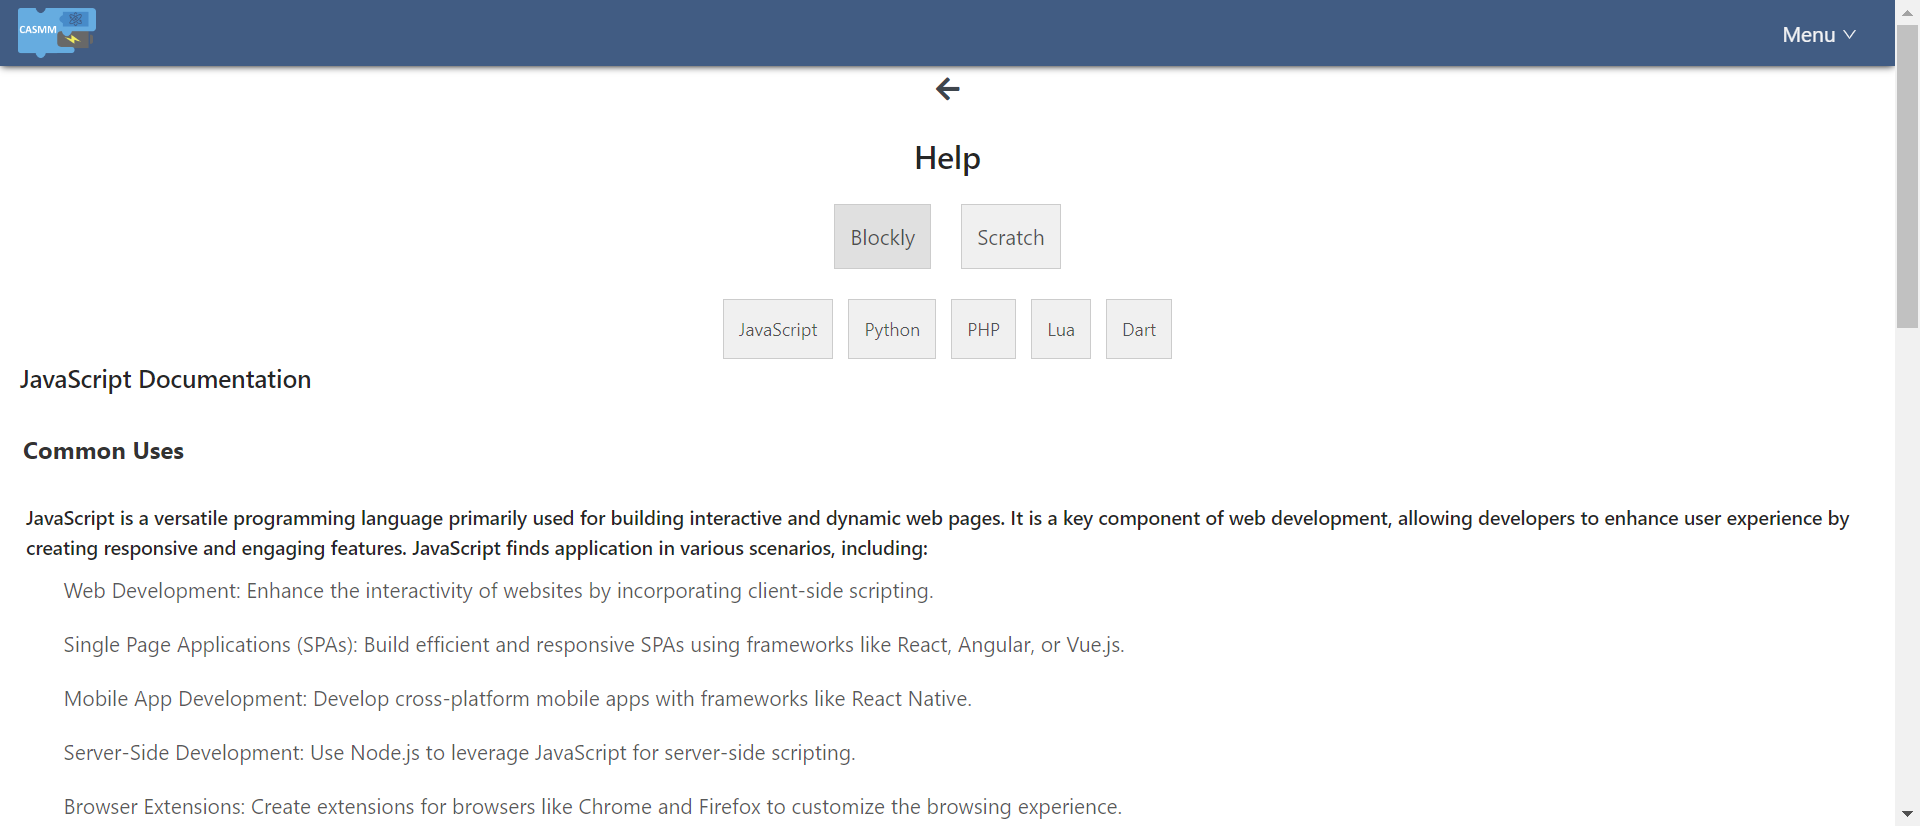 CASMM
Menu
Help
Blockly
Scratch
JavaScript
Python
PHP
Lua
Dart
JavaScript Documentation
Common Uses
JavaScript is a versatile programming language primarily used for building interactive and dynamic web pages. It is a key component of web development, allowing developers to enhance user experience by
creating responsive and engaging features. JavaScript finds application in various scenarios, including:
Web Development: Enhance the interactivity of websites by incorporating client-side scripting.
Single Page Applications (SPAs): Build efficient and responsive SPAs using frameworks like React, Angular, or Vue.js.
Mobile App Development: Develop cross-platform mobile apps with frameworks like React Native.
Server-Side Development: Use Node.js to leverage JavaScript for server-side scripting.
Browser Extensions: Create extensions for browsers like Chrome and Firefox to customize the browsing experience.